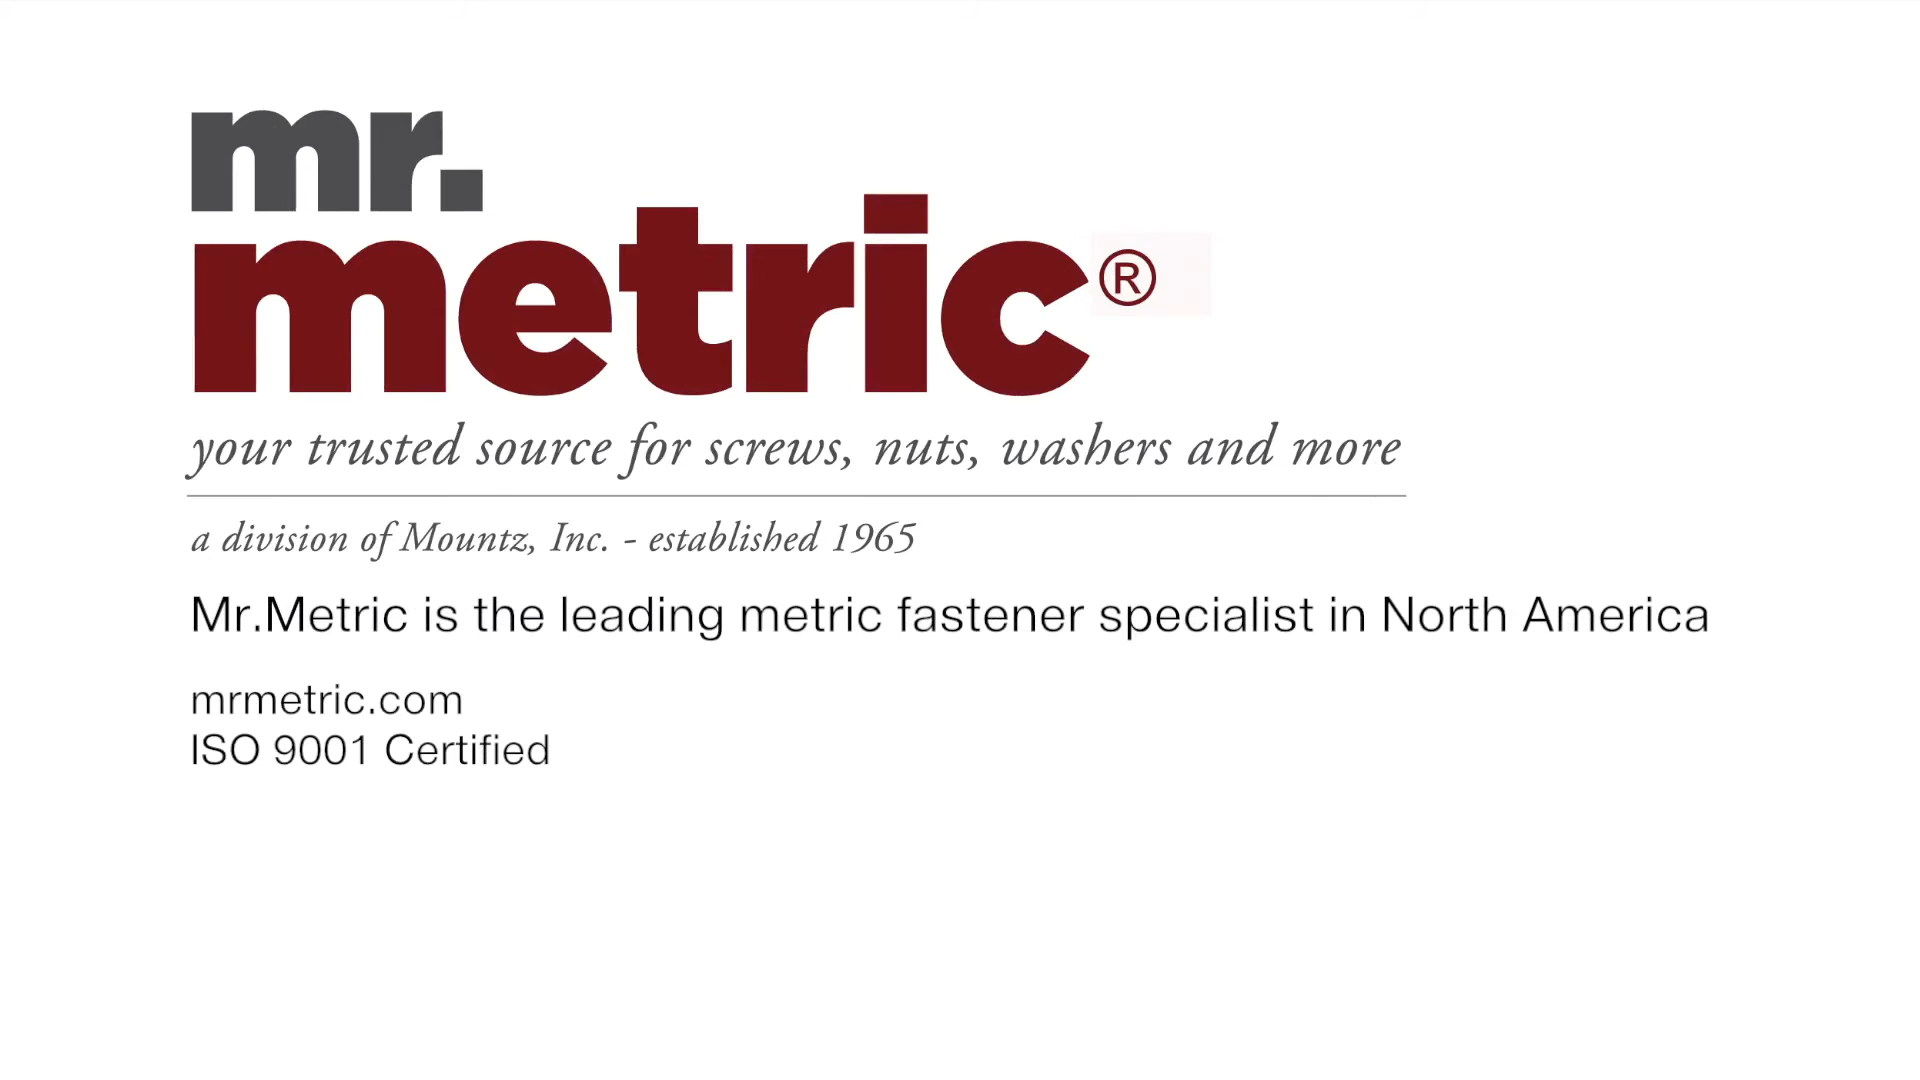 mr.
metric®
your trusted source for screws, nuts, washers and more
a division of Mountz, Inc. - established 1965
Mr.Metric is the leading metric fastener specialist in North America
mrmetric.com
ISO 9001 Certified